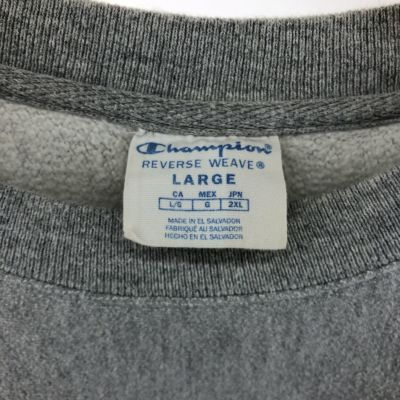 Champion
REVERSE WEAVE®
LARGE
CA MEX JPN
L/G G 2XL
MADE IN EL SALVADOR
FABRIQUÉ AU SALVADOR
HECHO EN EL SALVADOR